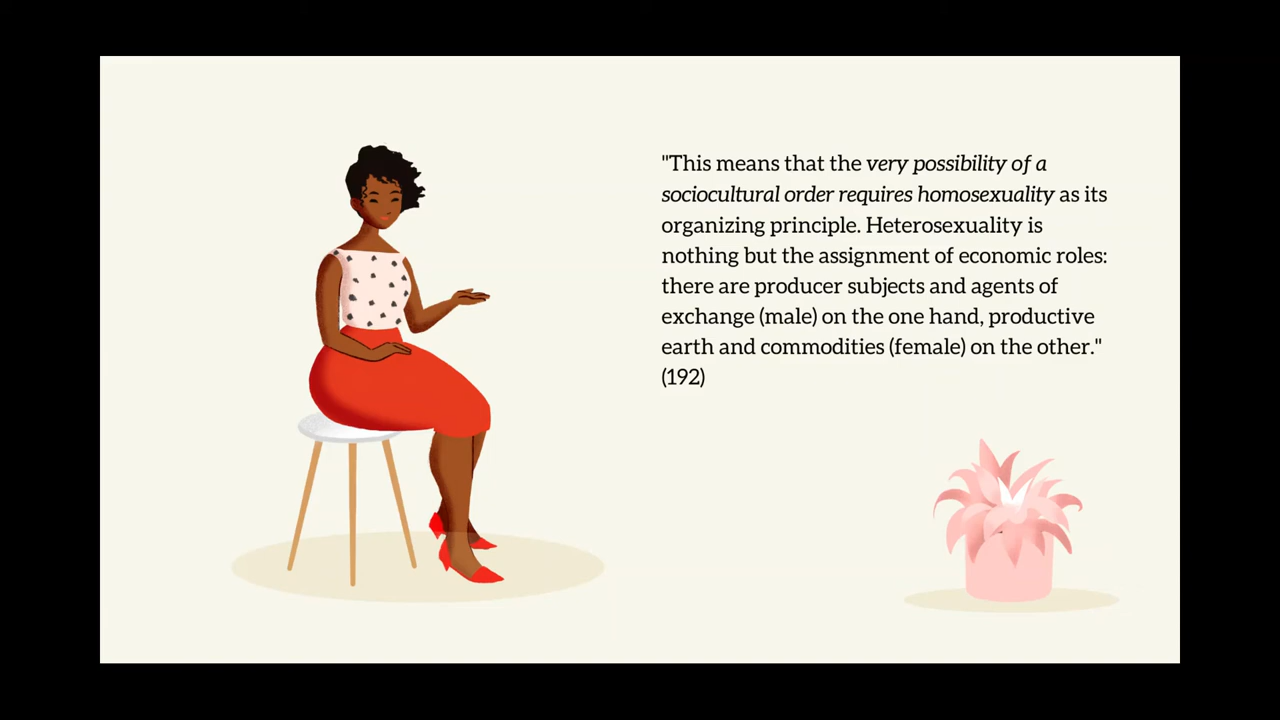 "This means that the very possibility of a
sociocultural order requires homosexuality as its
organizing principle. Heterosexuality is
nothing but the assignment of economic roles:
there are producer subjects and agents of
exchange (male) on the one hand, productive
earth and commodities (female) on the other."
(192)